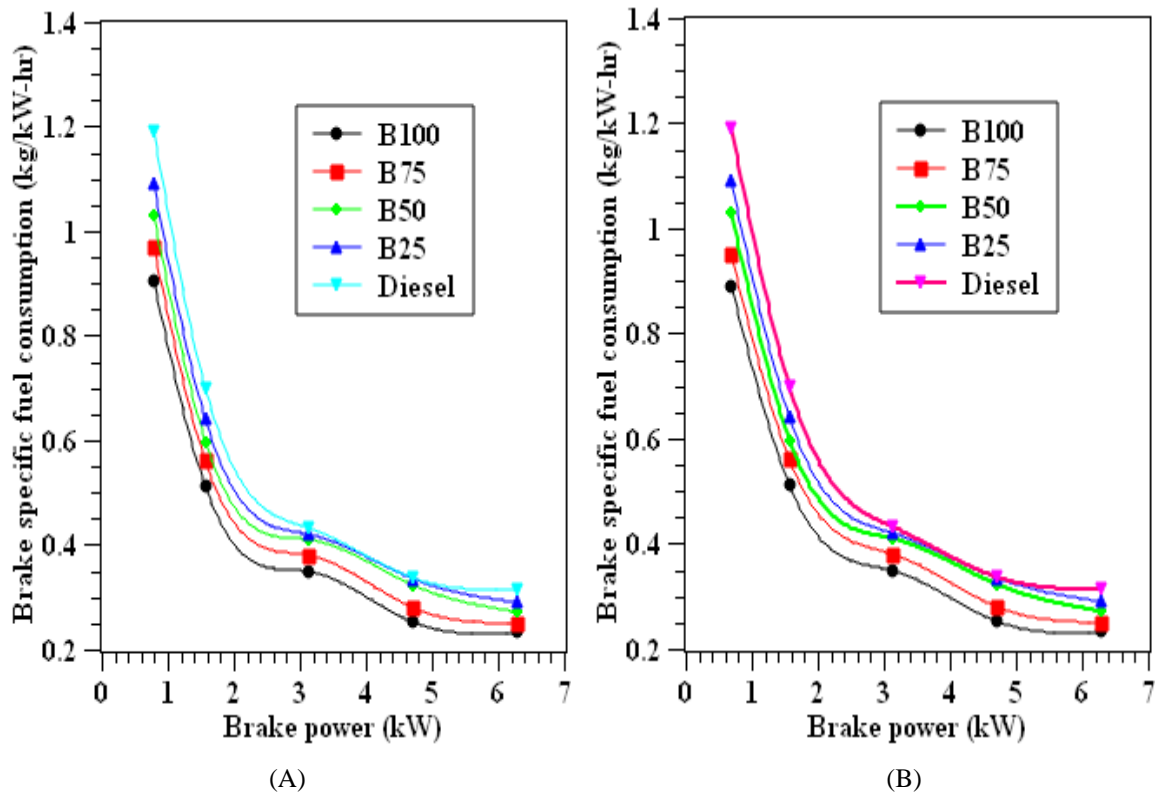 Brake specific fuel consumption (kg/kW-hr)
1.4
1.2
1
0.8
0.6
0.4
0.2
B100
B75
B50
B25
Diesel
0 1 2 3 4 5 6 7
Brake power (kW)
(A)
Brake specific fuel consumption (kg/kW-hr)
1.4
1.2
1
0.8
0.6
0.4
0.2
B100
B75
B50
B25
Diesel
0 1 2 3 4 5 6 7
Brake power (kW)
(B)